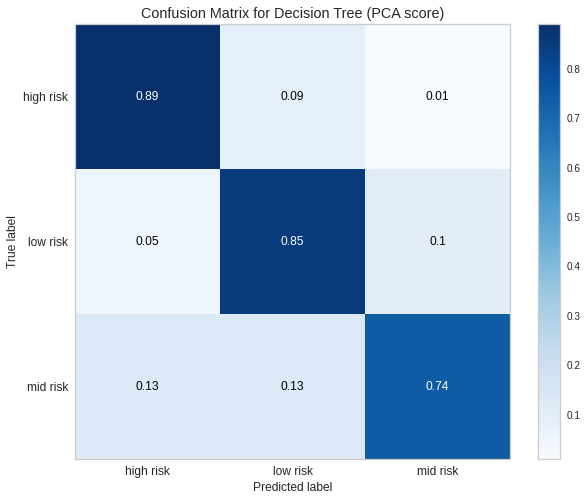 Confusion Matrix for Decision Tree (PCA score)
high risk
0.89
0.09
0.01
low risk
0.05
0.85
0.1
mid risk
0.13
0.13
0.74
True label
high risk
low risk
mid risk
Predicted label
0.8
0.7
0.6
0.5
0.4
0.3
0.2
0.1